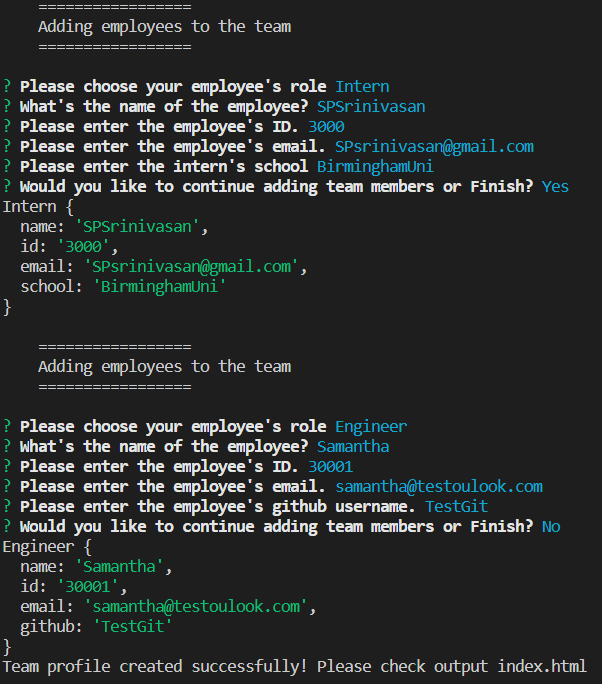 =================
Adding employees to the team
=================
? Please choose your employee's role Intern
? What's the name of the employee? SPSrinivasan
? Please enter the employee's ID. 3000
? Please enter the employee's email. SPsrinivasan@gmail.com
? Please enter the intern's school BirminghamUni
? Would you like to continue adding team members or Finish? Yes
Intern {
  name: 'SPSrinivasan',
  id: '3000',
  email: 'SPsrinivasan@gmail.com',
  school: 'BirminghamUni'
}
=================
Adding employees to the team
=================
? Please choose your employee's role Engineer
? What's the name of the employee? Samantha
? Please enter the employee's ID. 30001
? Please enter the employee's email. samantha@testoulook.com
? Please enter the employee's github username. TestGit
? Would you like to continue adding team members or Finish? No
Engineer {
  name: 'Samantha',
  id: '30001',
  email: 'samantha@testoulook.com',
  github: 'TestGit'
}
Team profile created successfully! Please check output index.html